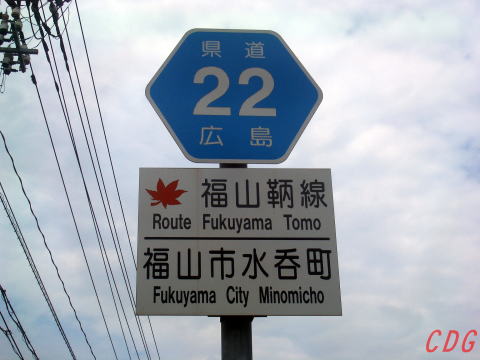 県道
22
広島
福山鞆線
Route Fukuyama Tomo
福山市水呑町
Fukuyama City Minomicho
CDG